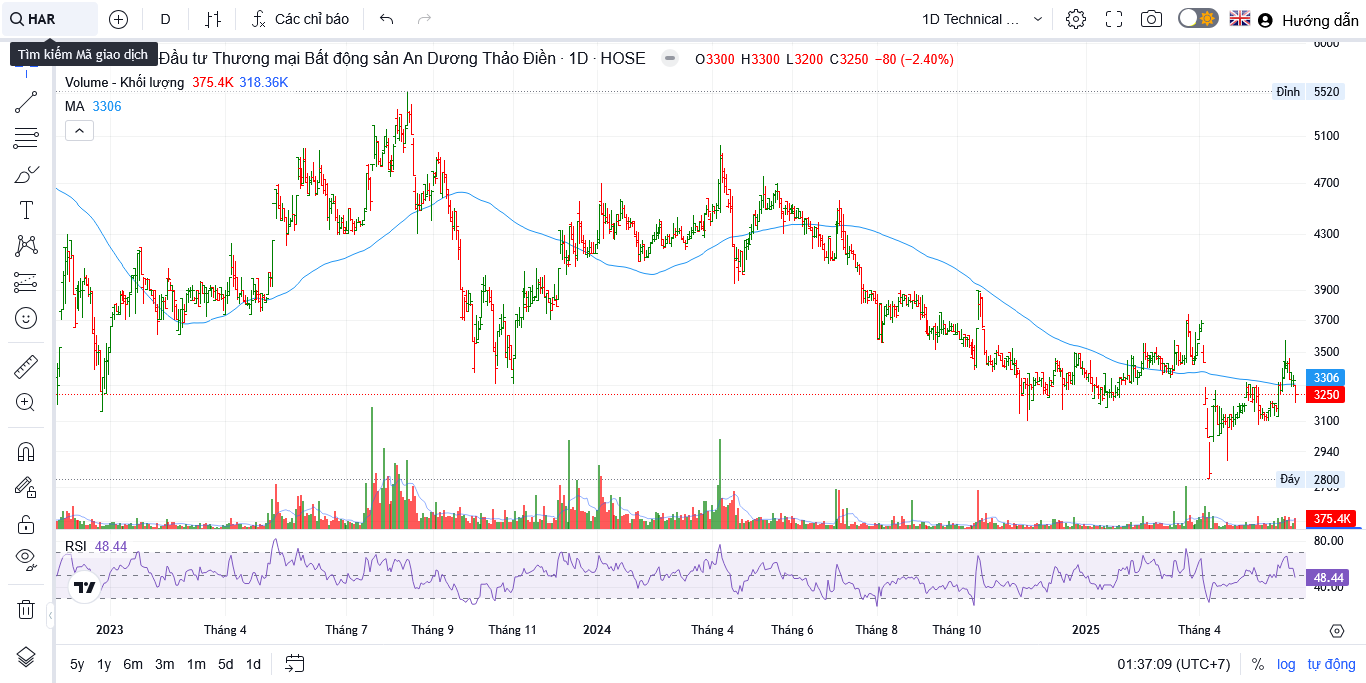 HAR D Các chỉ báo 1D Technical ... Hướng dẫn
Tìm kiếm Mã giao dịch Đầu tư Thương mại Bất động sản An Dương Thảo Điền · 1D · HOSE O3300 H3300 L3200 C3250 −80 (−2.40%)
Volume - Khối lượng 375.4K 318.36K
MA 3306
6000
Đỉnh 5520
5100
4700
4300
3900
3700
3500
3306
3250
3100
2940
Đáy 2800
375.4K
RSI 48.44
80.00
48.44
40.00
2023 Tháng 4 Tháng 7 Tháng 9 Tháng 11 2024 Tháng 4 Tháng 6 Tháng 8 Tháng 10 2025 Tháng 4
5y 1y 6m 3m 1m 5d 1d 01:37:09 (UTC+7) % log tự động